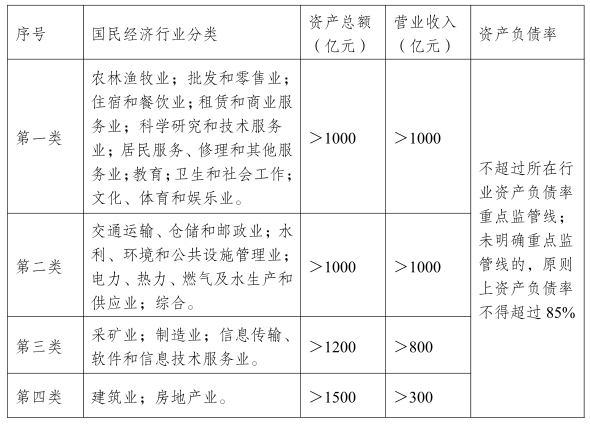 序号
国民经济行业分类
资产总额
（亿元）
营业收入
（亿元）
资产负债率
第一类
农林渔牧业；批发和零售业；
住宿和餐饮业；租赁和商业服
务业；科学研究和技术服务
业；居民服务、修理和其他服
务业；教育；卫生和社会工作；
文化、体育和娱乐业。
>1000
>1000
不超过所在行
业资产负债率
重点监管线；
未明确重点监
管线的，原则
上资产负债率
不得超过 85%
第二类
交通运输、仓储和邮政业；水
利、环境和公共设施管理业；
电力、热力、燃气及水生产和
供应业；综合。
>1000
>1000
第三类
采矿业；制造业；信息传输、
软件和信息技术服务业。
>1200
>800
第四类
建筑业；房地产业。
>1500
>300